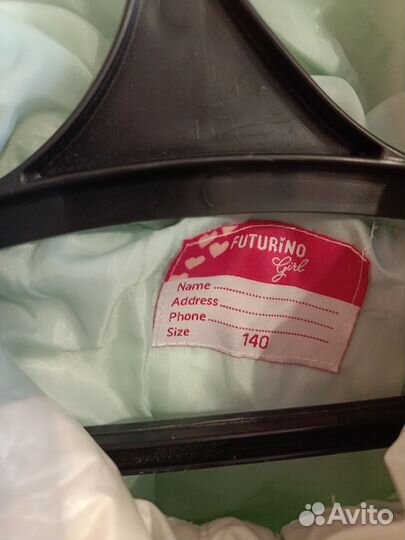 FUTURiNO
Girl
Name ....................
Address..................
Phone ...................
Size 140
Avito